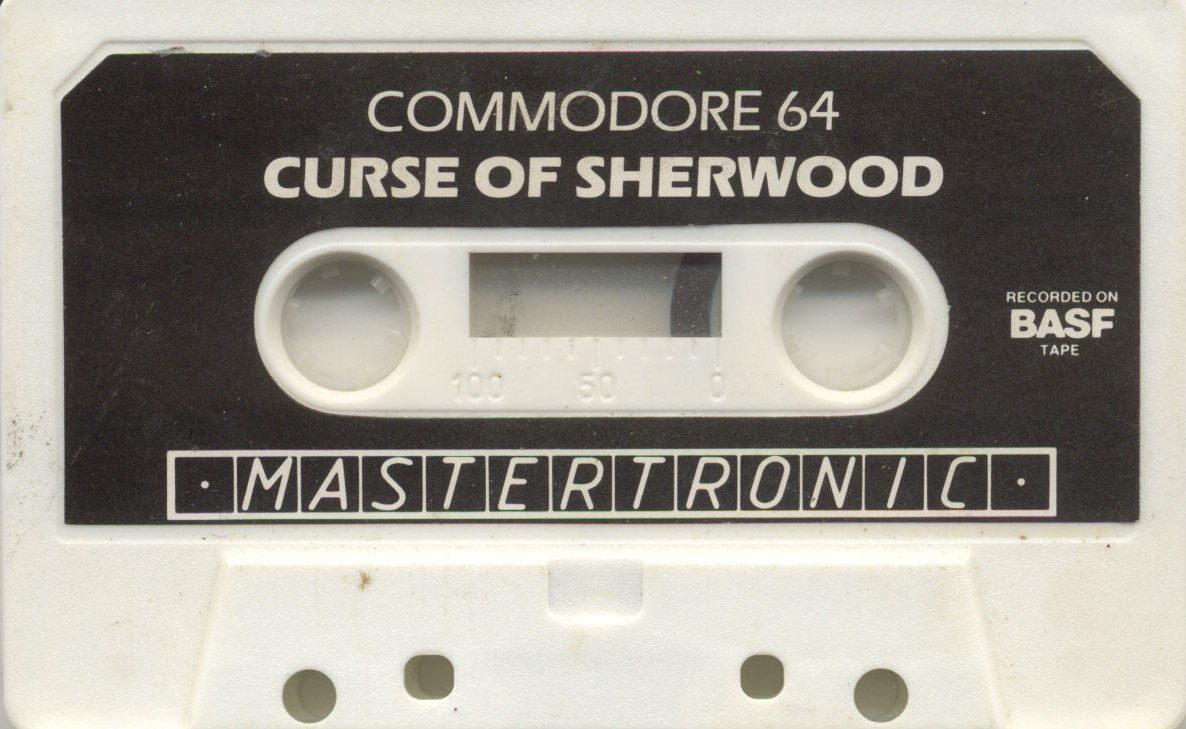 COMMODORE 64
CURSE OF SHERWOOD
RECORDED ON
BASF
TAPE
100 50 0
· MASTERTRONIC ·